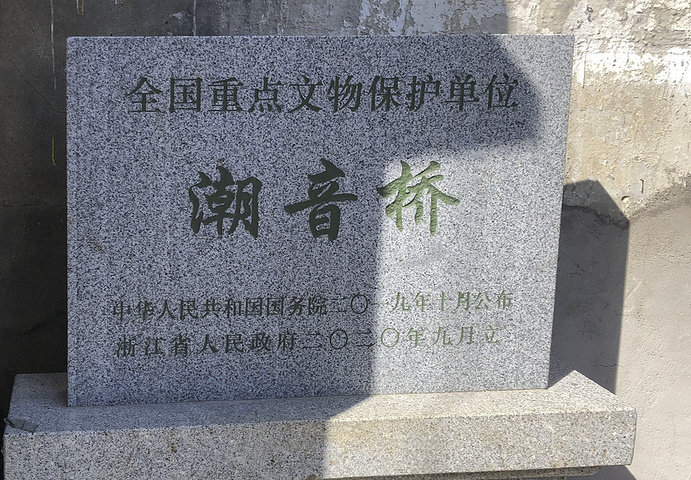 全国重点文物保护单位
潮音桥
中华人民共和国国务院二〇一九年十月公布
浙江省人民政府二〇二〇年九月立